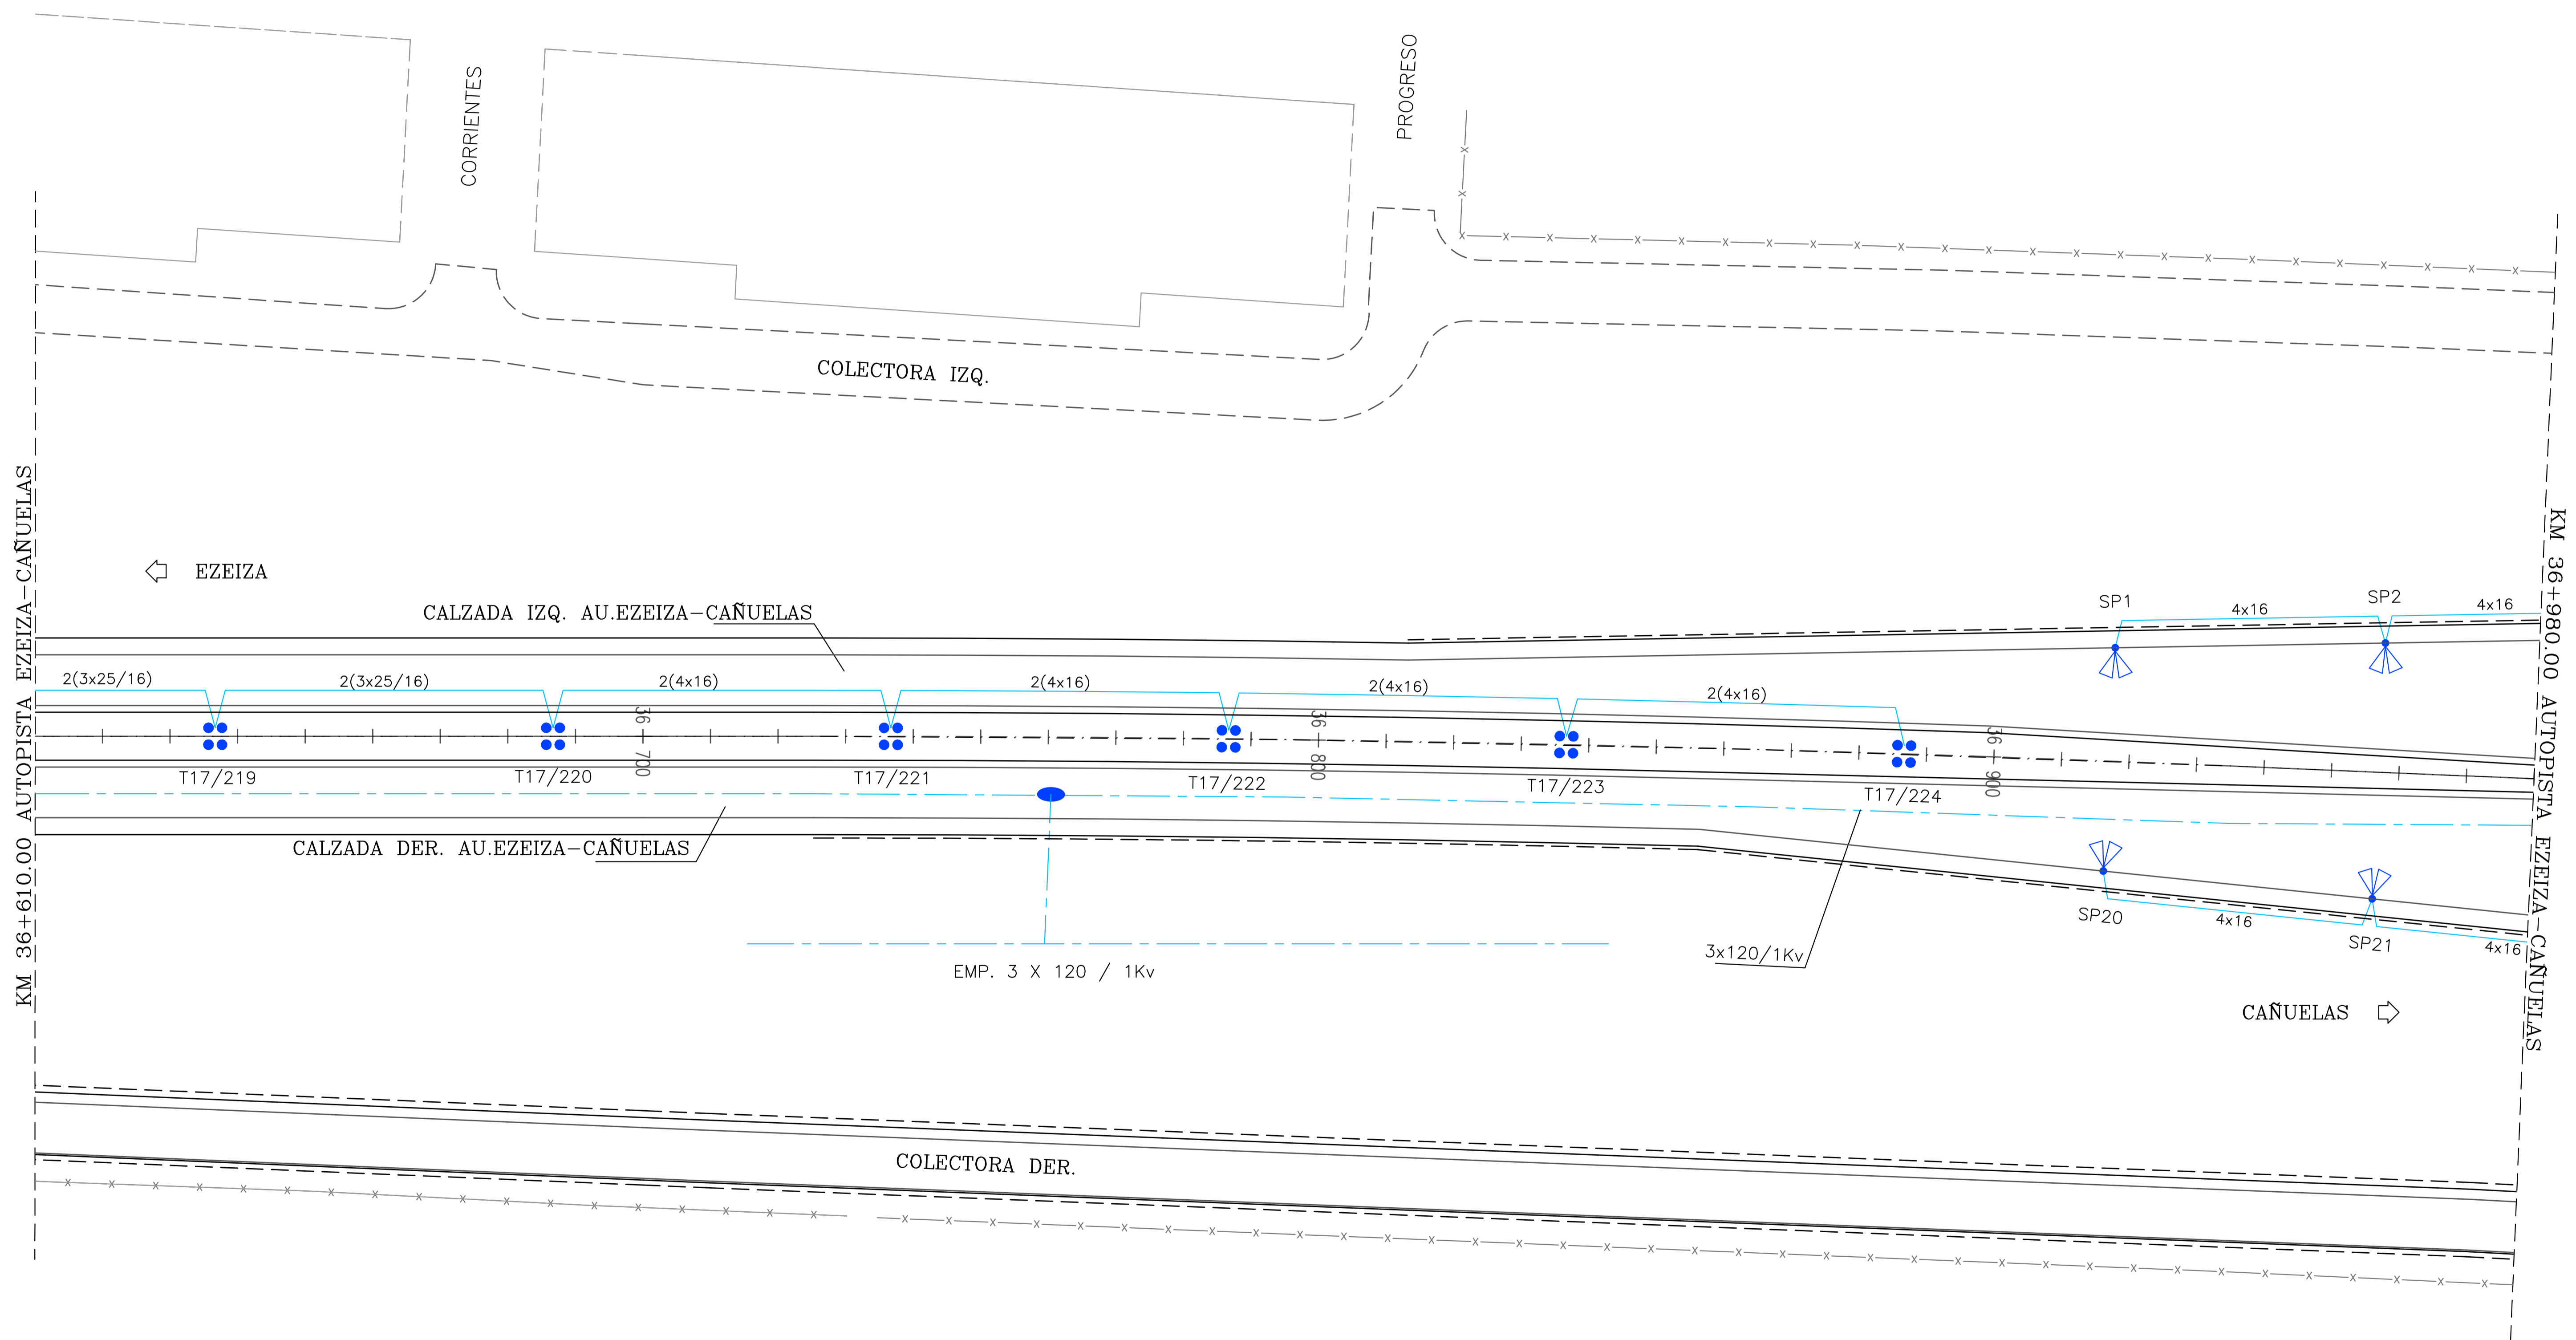 CORRIENTES
PROGRESO
COLECTORA IZQ.
KM 36+610.00 AUTOPISTA EZEIZA-CAÑUELAS
KM 36+980.00 AUTOPISTA EZEIZA-CAÑUELAS
EZEIZA
CALZADA IZQ. AU.EZEIZA-CAÑUELAS
SP1
4x16
SP2
4x16
2(3x25/16)
2(3x25/16)
2(4x16)
2(4x16)
2(4x16)
2(4x16)
36
700
36
800
36
900
T17/219
T17/220
T17/221
T17/222
T17/223
T17/224
CALZADA DER. AU.EZEIZA-CAÑUELAS
SP20
4x16
SP21
4x16
3x120/1Kv
EMP. 3 X 120 / 1Kv
CAÑUELAS
COLECTORA DER.